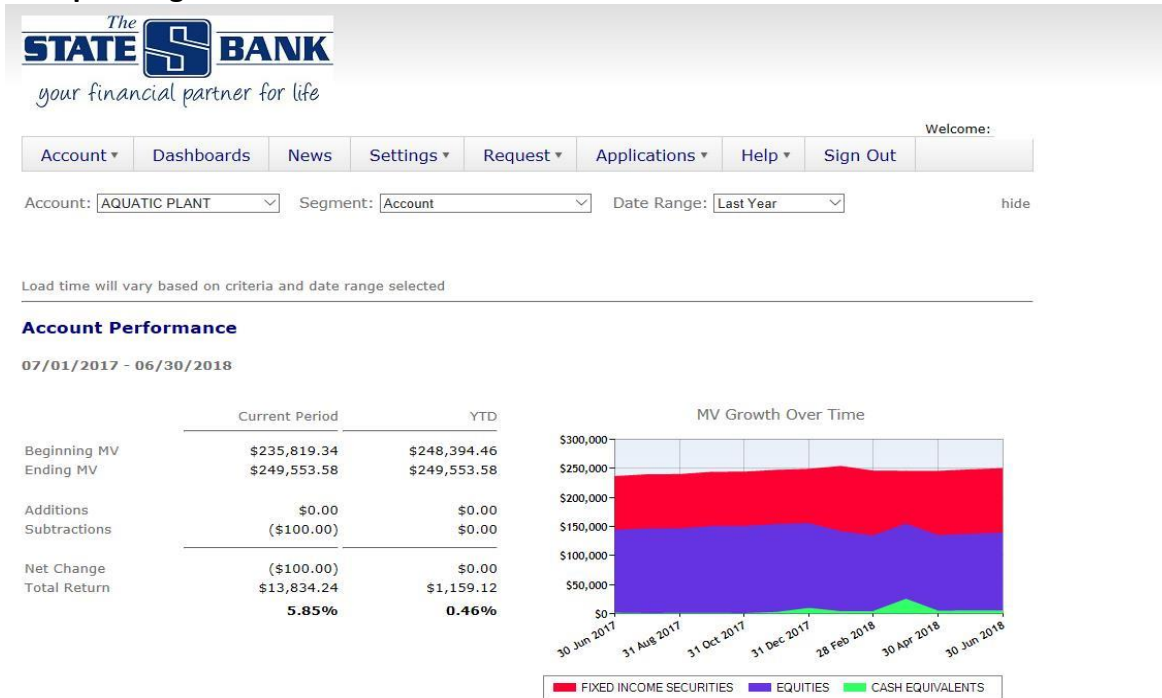 The
STATE S BANK
your financial partner for life
Welcome:
Account Dashboards News Settings Request Applications Help Sign Out
Account: AQUATIC PLANT Segment: Account Date Range: Last Year hide
Load time will vary based on criteria and date range selected
Account Performance
07/01/2017 - 06/30/2018
Current Period YTD
Beginning MV $235,819.34 $248,394.46
Ending MV $249,553.58 $249,553.58
Additions $0.00 $0.00
Subtractions ($100.00) $0.00
Net Change ($100.00) $0.00
Total Return $13,834.24 $1,159.12
5.85% 0.46%
MV Growth Over Time
$300,000
$250,000
$200,000
$150,000
$100,000
$50,000
$0
30 Jun 2017 31 Aug 2017 31 Oct 2017 31 Dec 2017 28 Feb 2018 30 Apr 2018 30 Jun 2018
FIXED INCOME SECURITIES EQUITIES CASH EQUIVALENTS